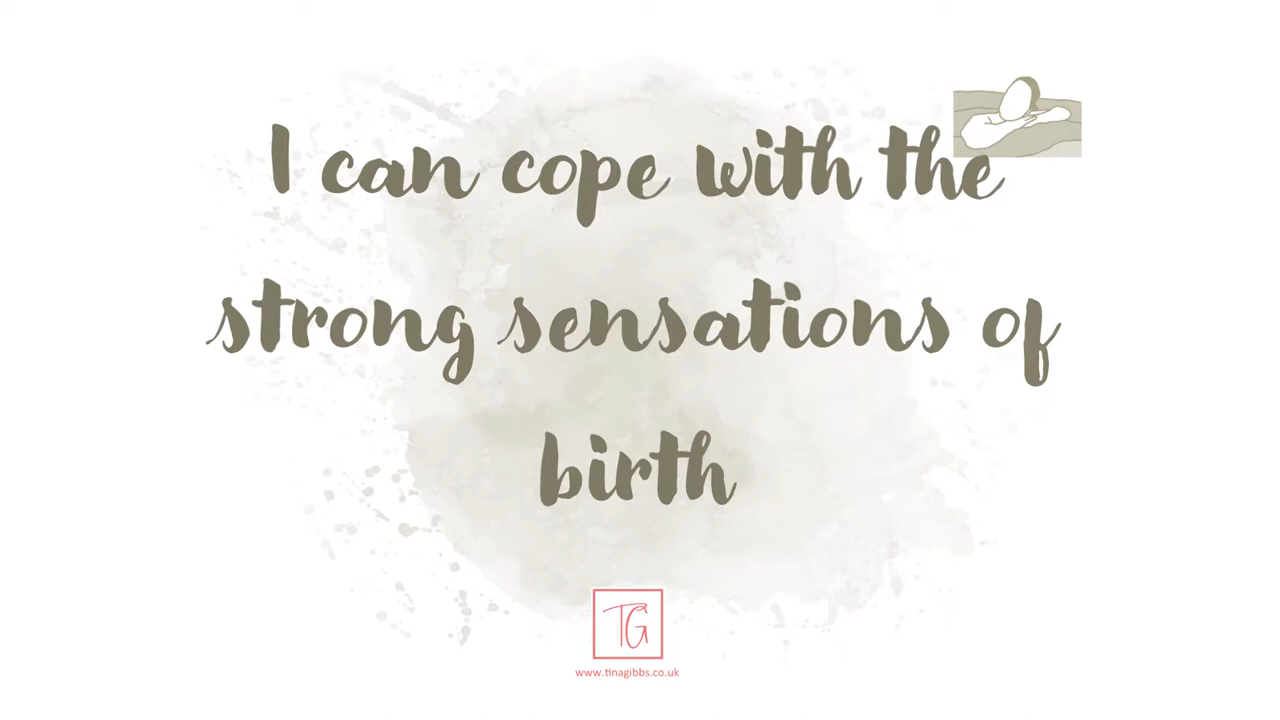 I can cope with the
strong sensations of
birth
TG
www.tinagibbs.co.uk